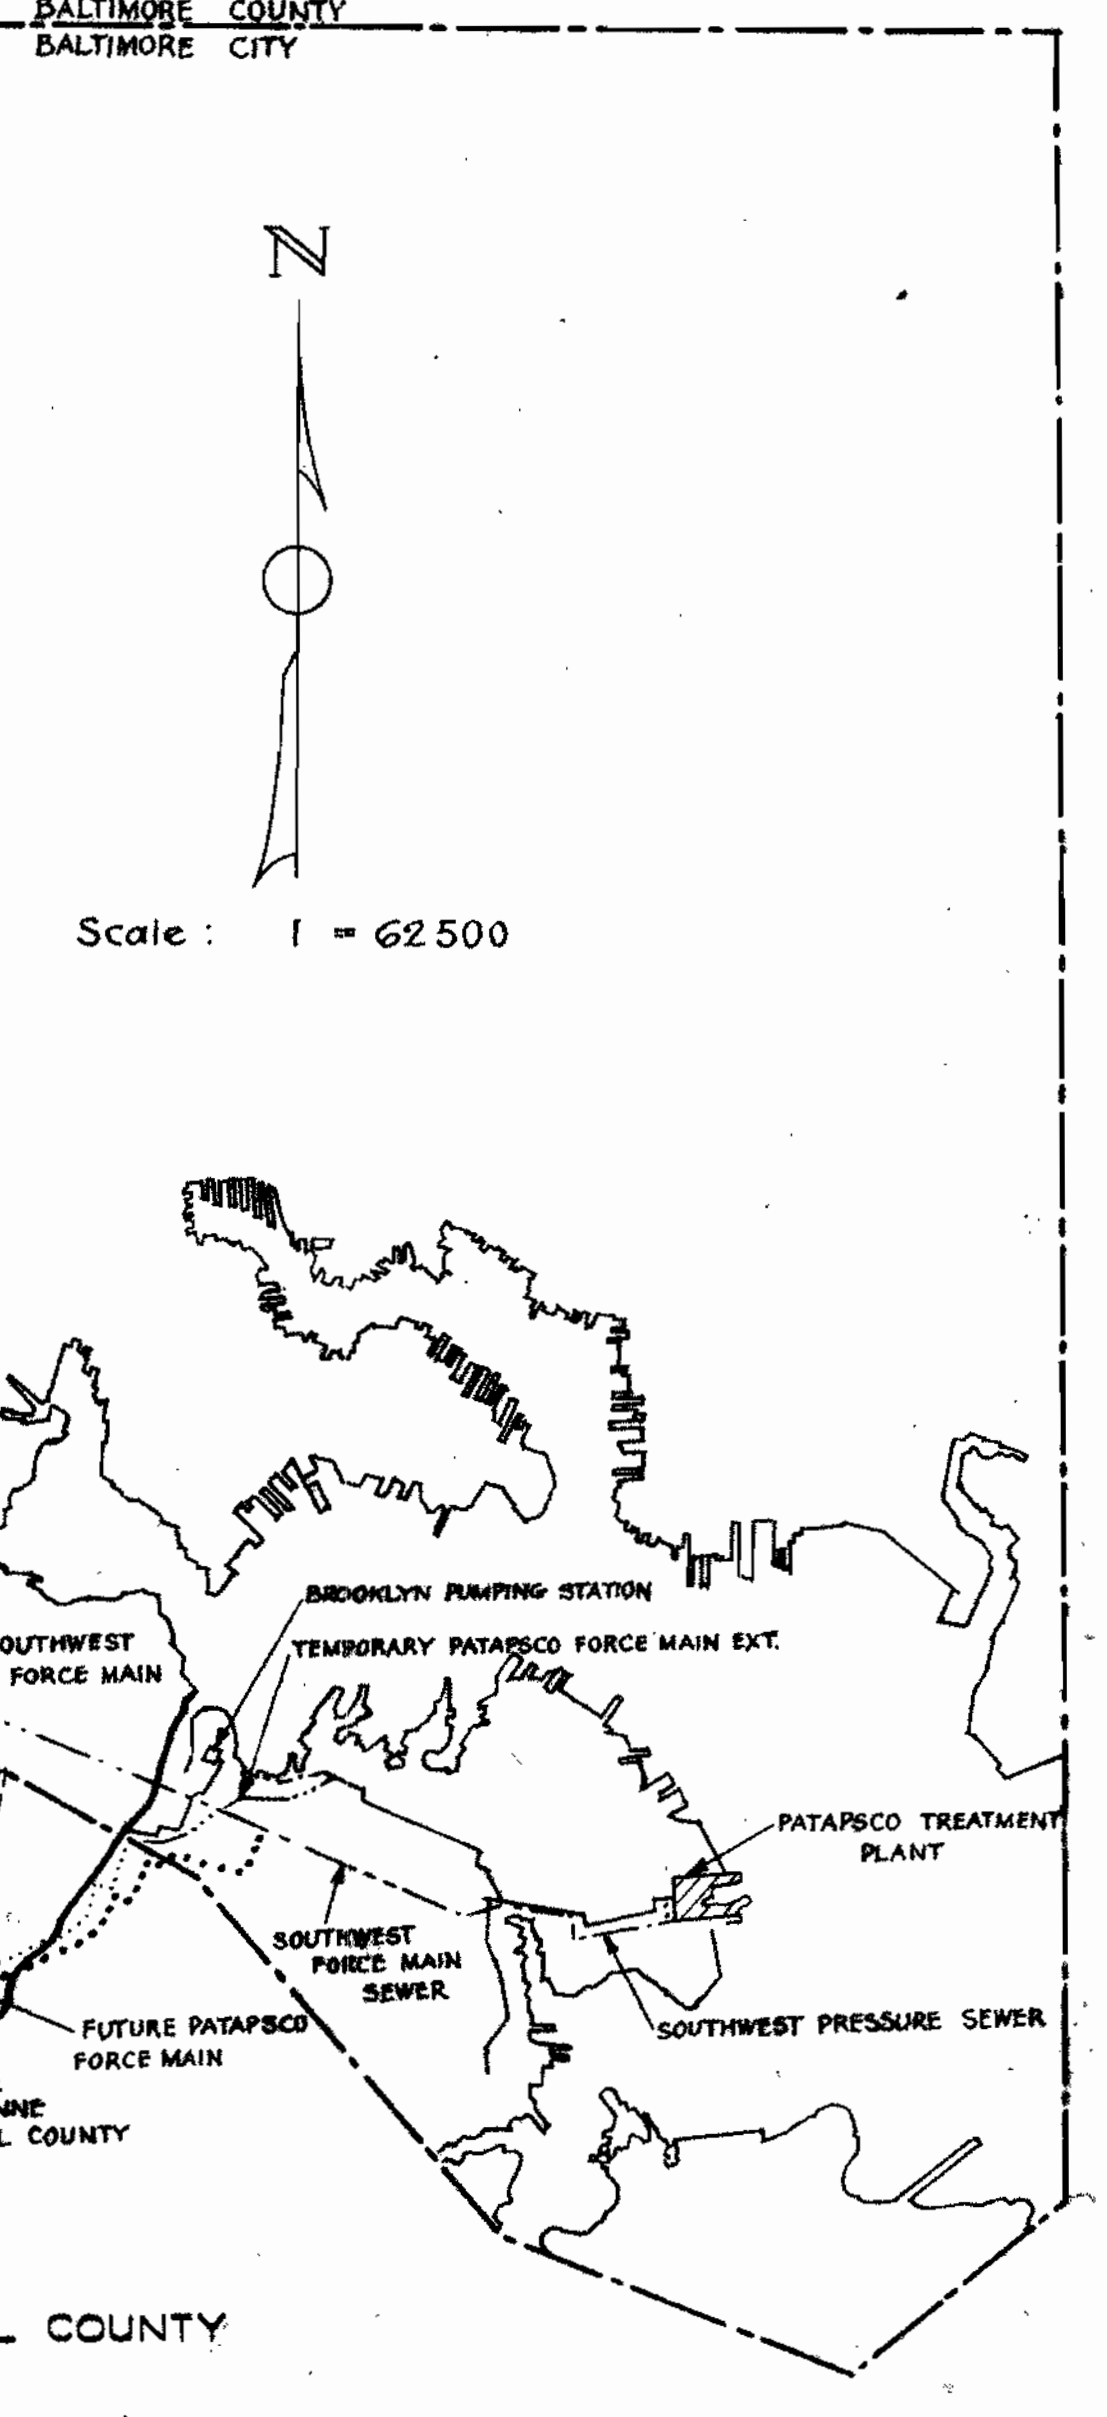 BALTIMORE COUNTY
BALTIMORE CITY
N
Scale : 1 = 62500
BROOKLYN PUMPING STATION
OUTHWEST
FORCE MAIN
TEMPORARY PATAPSCO FORCE MAIN EXT.
PATAPSCO TREATMENT
PLANT
SOUTHWEST
FORCE MAIN
SEWER
SOUTHWEST PRESSURE SEWER
FUTURE PATAPSCO
FORCE MAIN
NNE
L COUNTY
L COUNTY